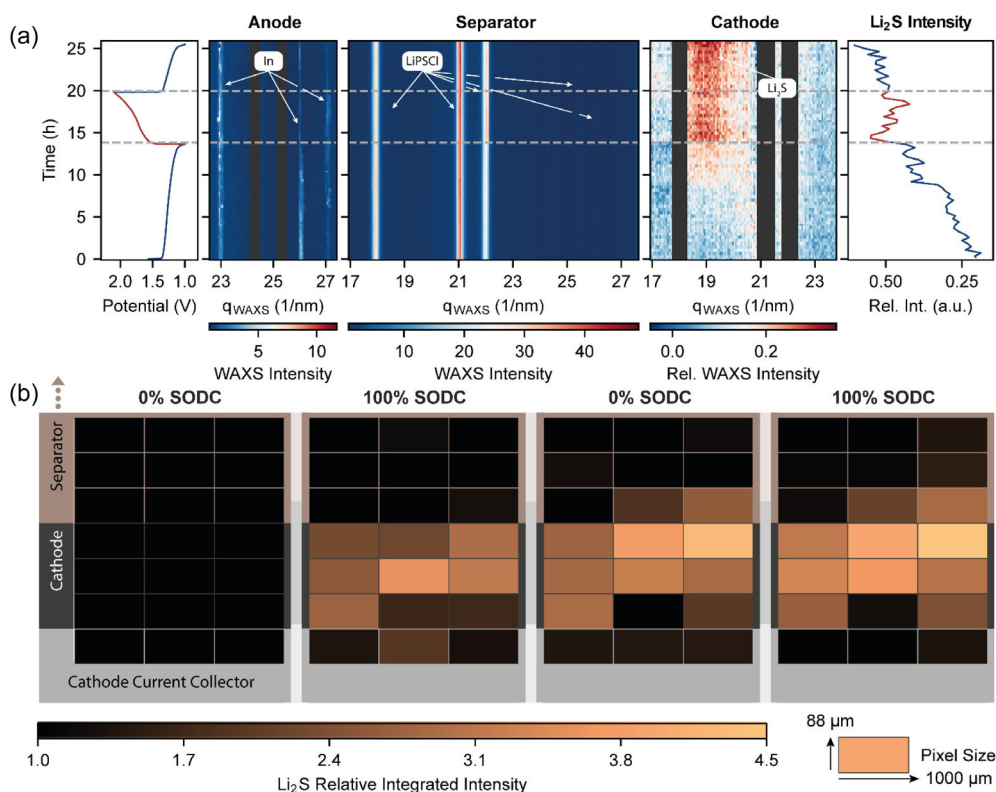 (a)
Anode
Separator
Cathode
Li₂S Intensity
Time (h)
25
20
15
10
5
0
In
LiPSCl
Li₂S
2.0 1.5 1.0
23 25 27
17 19 21 23 25 27
17 19 21 23
0.50 0.25
Potential (V)
qWAXS (1/nm)
qWAXS (1/nm)
qWAXS (1/nm)
Rel. Int. (a.u.)
5 10
10 20 30 40
0.0 0.2
WAXS Intensity
WAXS Intensity
Rel. WAXS Intensity
(b)
0% SODC
100% SODC
0% SODC
100% SODC
Separator
Cathode
Cathode Current Collector
1.0 1.7 2.4 3.1 3.8 4.5
Li₂S Relative Integrated Intensity
88 µm
Pixel Size
1000 µm